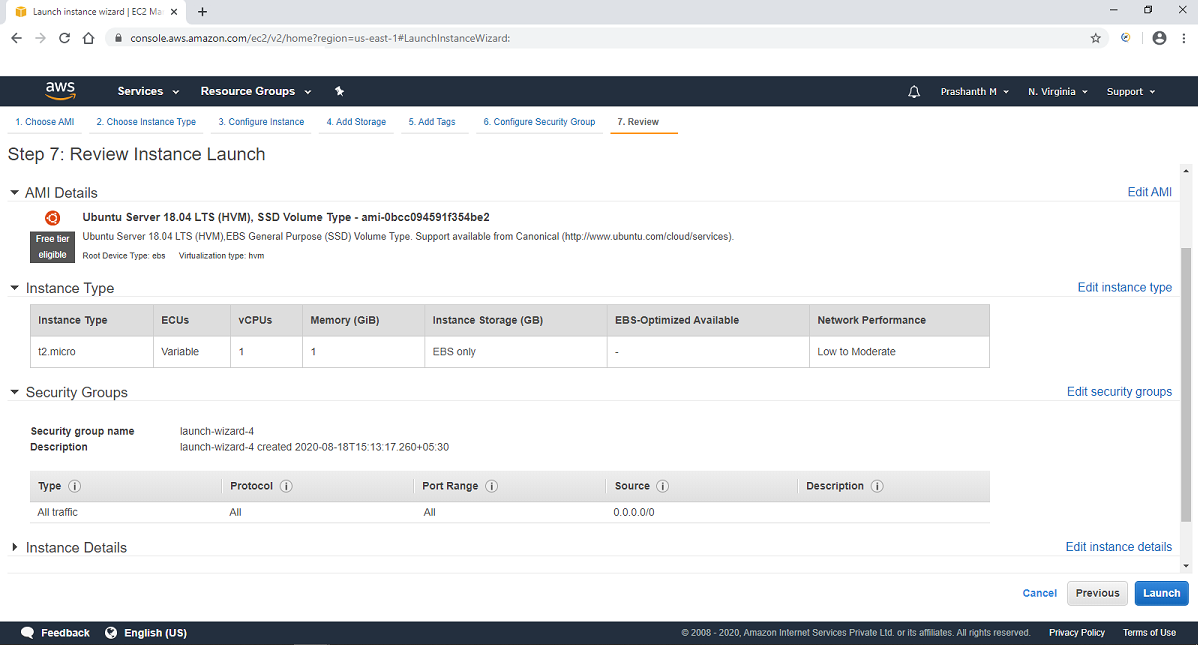 Launch instance wizard | EC2 Ma
console.aws.amazon.com/ec2/v2/home?region=us-east-1#LaunchInstanceWizard:
aws Services Resource Groups Prashanth M N. Virginia Support
1. Choose AMI 2. Choose Instance Type 3. Configure Instance 4. Add Storage 5. Add Tags 6. Configure Security Group 7. Review
Step 7: Review Instance Launch
AMI Details Edit AMI
Ubuntu Server 18.04 LTS (HVM), SSD Volume Type - ami-0bcc094591f354be2
Free tier eligible
Ubuntu Server 18.04 LTS (HVM),EBS General Purpose (SSD) Volume Type. Support available from Canonical (http://www.ubuntu.com/cloud/services).
Root Device Type: ebs Virtualization type: hvm
Instance Type Edit instance type
Instance Type ECUs vCPUs Memory (GiB) Instance Storage (GB) EBS-Optimized Available Network Performance
t2.micro Variable 1 1 EBS only - Low to Moderate
Security Groups Edit security groups
Security group name launch-wizard-4
Description launch-wizard-4 created 2020-08-18T15:13:17.260+05:30
Type Protocol Port Range Source Description
All traffic All All 0.0.0.0/0
Instance Details Edit instance details
Cancel Previous Launch
Feedback English (US) © 2008 - 2020, Amazon Internet Services Private Ltd. or its affiliates. All rights reserved. Privacy Policy Terms of Use